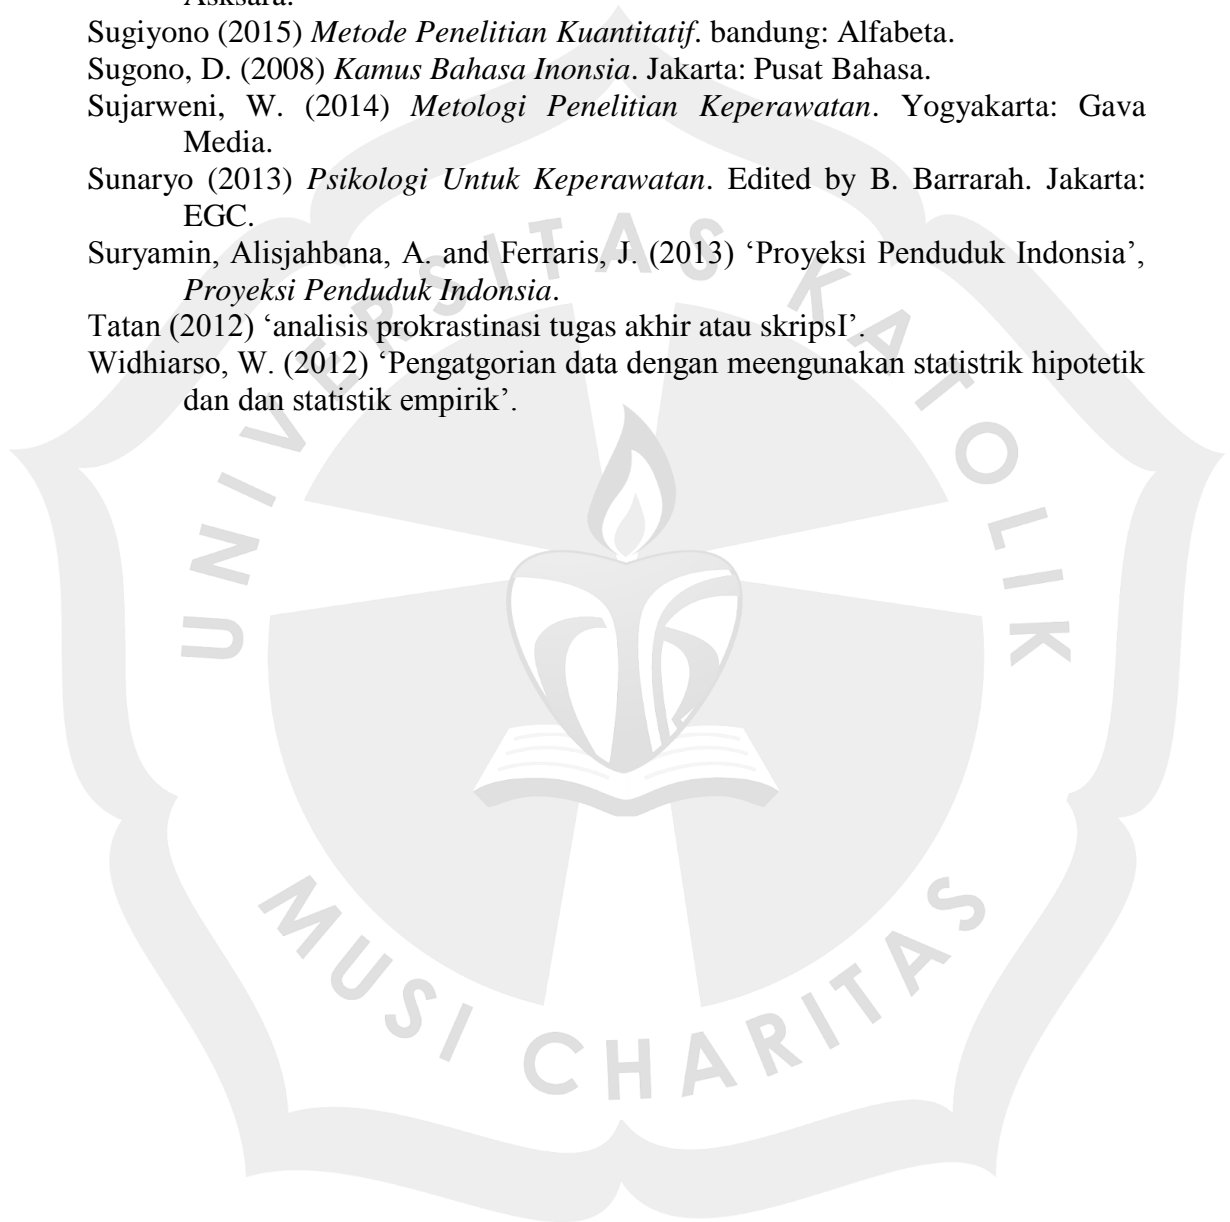 Asksara.
Sugiyono (2015) Metode Penelitian Kuantitatif. bandung: Alfabeta.
Sugono, D. (2008) Kamus Bahasa Inonsia. Jakarta: Pusat Bahasa.
Sujarweni, W. (2014) Metologi Penelitian Keperawatan. Yogyakarta: Gava
Media.
Sunaryo (2013) Psikologi Untuk Keperawatan. Edited by B. Barrarah. Jakarta:
EGC.
Suryamin, Alisjahbana, A. and Ferraris, J. (2013) ‘Proyeksi Penduduk Indonsia’,
Proyeksi Penduduk Indonsia.
Tatan (2012) ‘analisis prokrastinasi tugas akhir atau skripsI’.
Widhiarso, W. (2012) ‘Pengatgorian data dengan meengunakan statistrik hipotetik
dan dan statistik empirik’.
UNIVERSITAS KATOLIK
MUSI CHARITAS